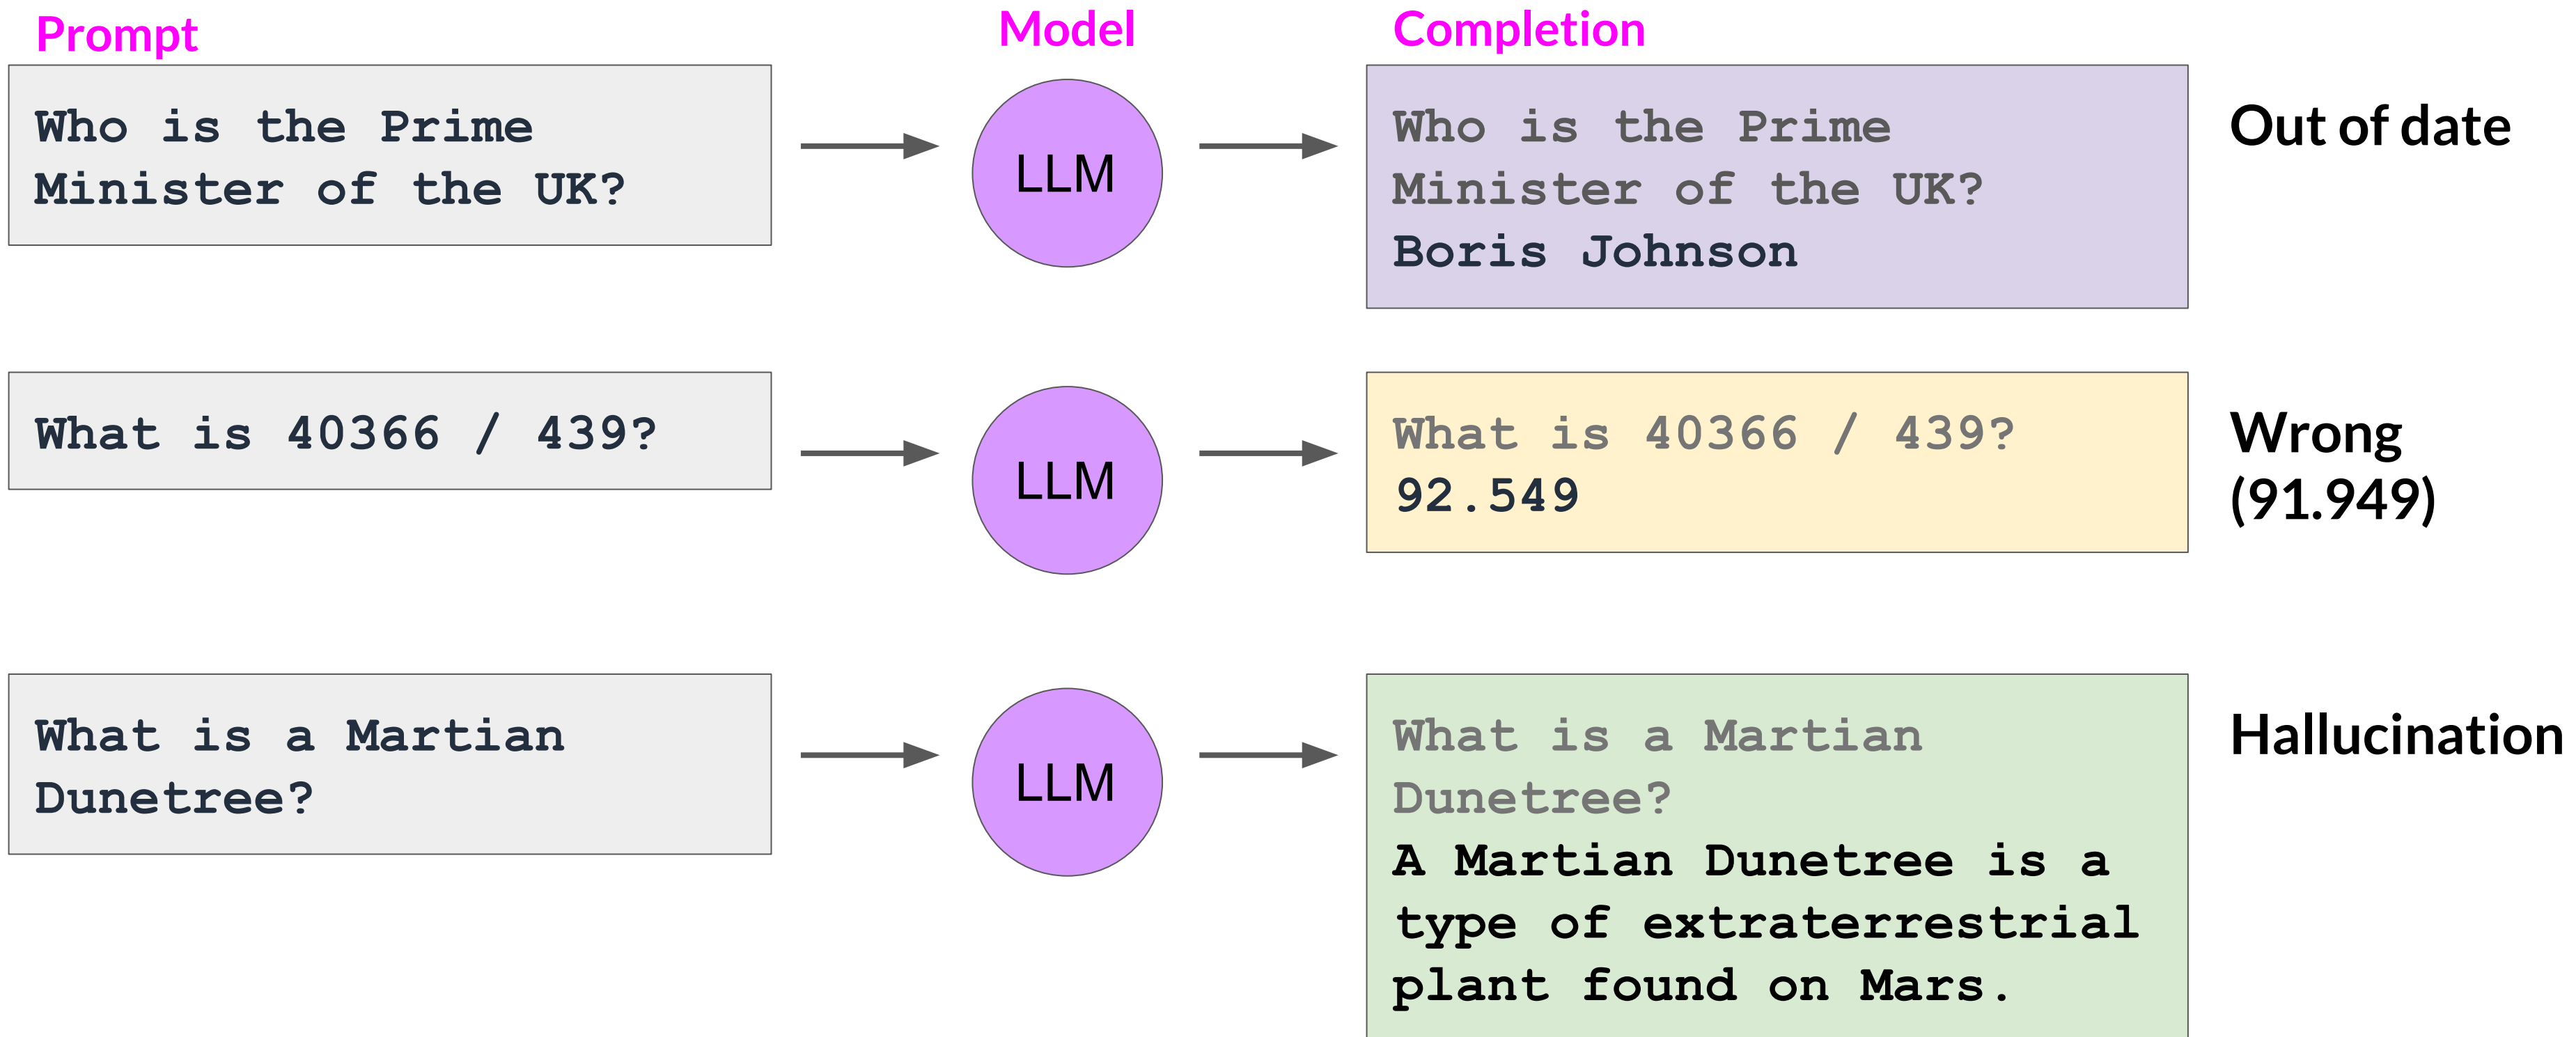 Prompt
Model
Completion
Who is the Prime
Minister of the UK?
LLM
Who is the Prime
Minister of the UK?
Boris Johnson
Out of date
What is 40366 / 439?
LLM
What is 40366 / 439?
92.549
Wrong
(91.949)
What is a Martian
Dunetree?
LLM
What is a Martian
Dunetree?
A Martian Dunetree is a
type of extraterrestrial
plant found on Mars.
Hallucination